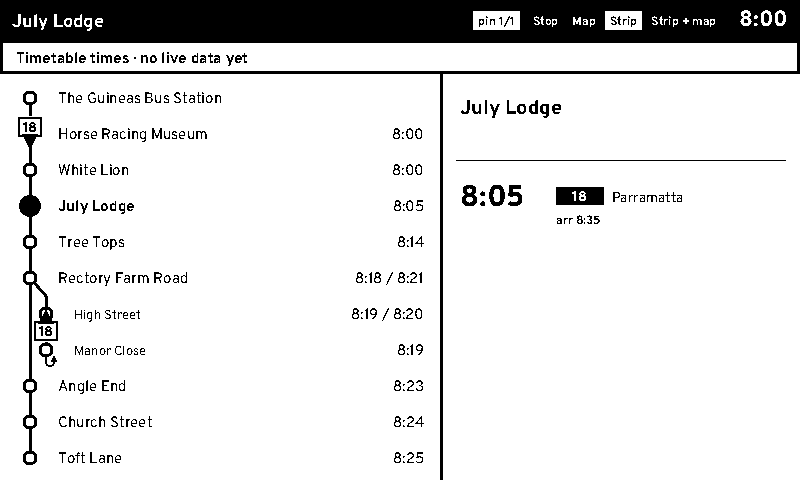 July Lodge
pin 1/1 Stop Map Strip Strip + map 8:00
Timetable times · no live data yet
The Guineas Bus Station
18
Horse Racing Museum 8:00
White Lion 8:00
July Lodge 8:05
Tree Tops 8:14
Rectory Farm Road 8:18 / 8:21
High Street 8:19 / 8:20
18
Manor Close 8:19
Angle End 8:23
Church Street 8:24
Toft Lane 8:25
July Lodge
8:05 18 Parramatta
arr 8:35